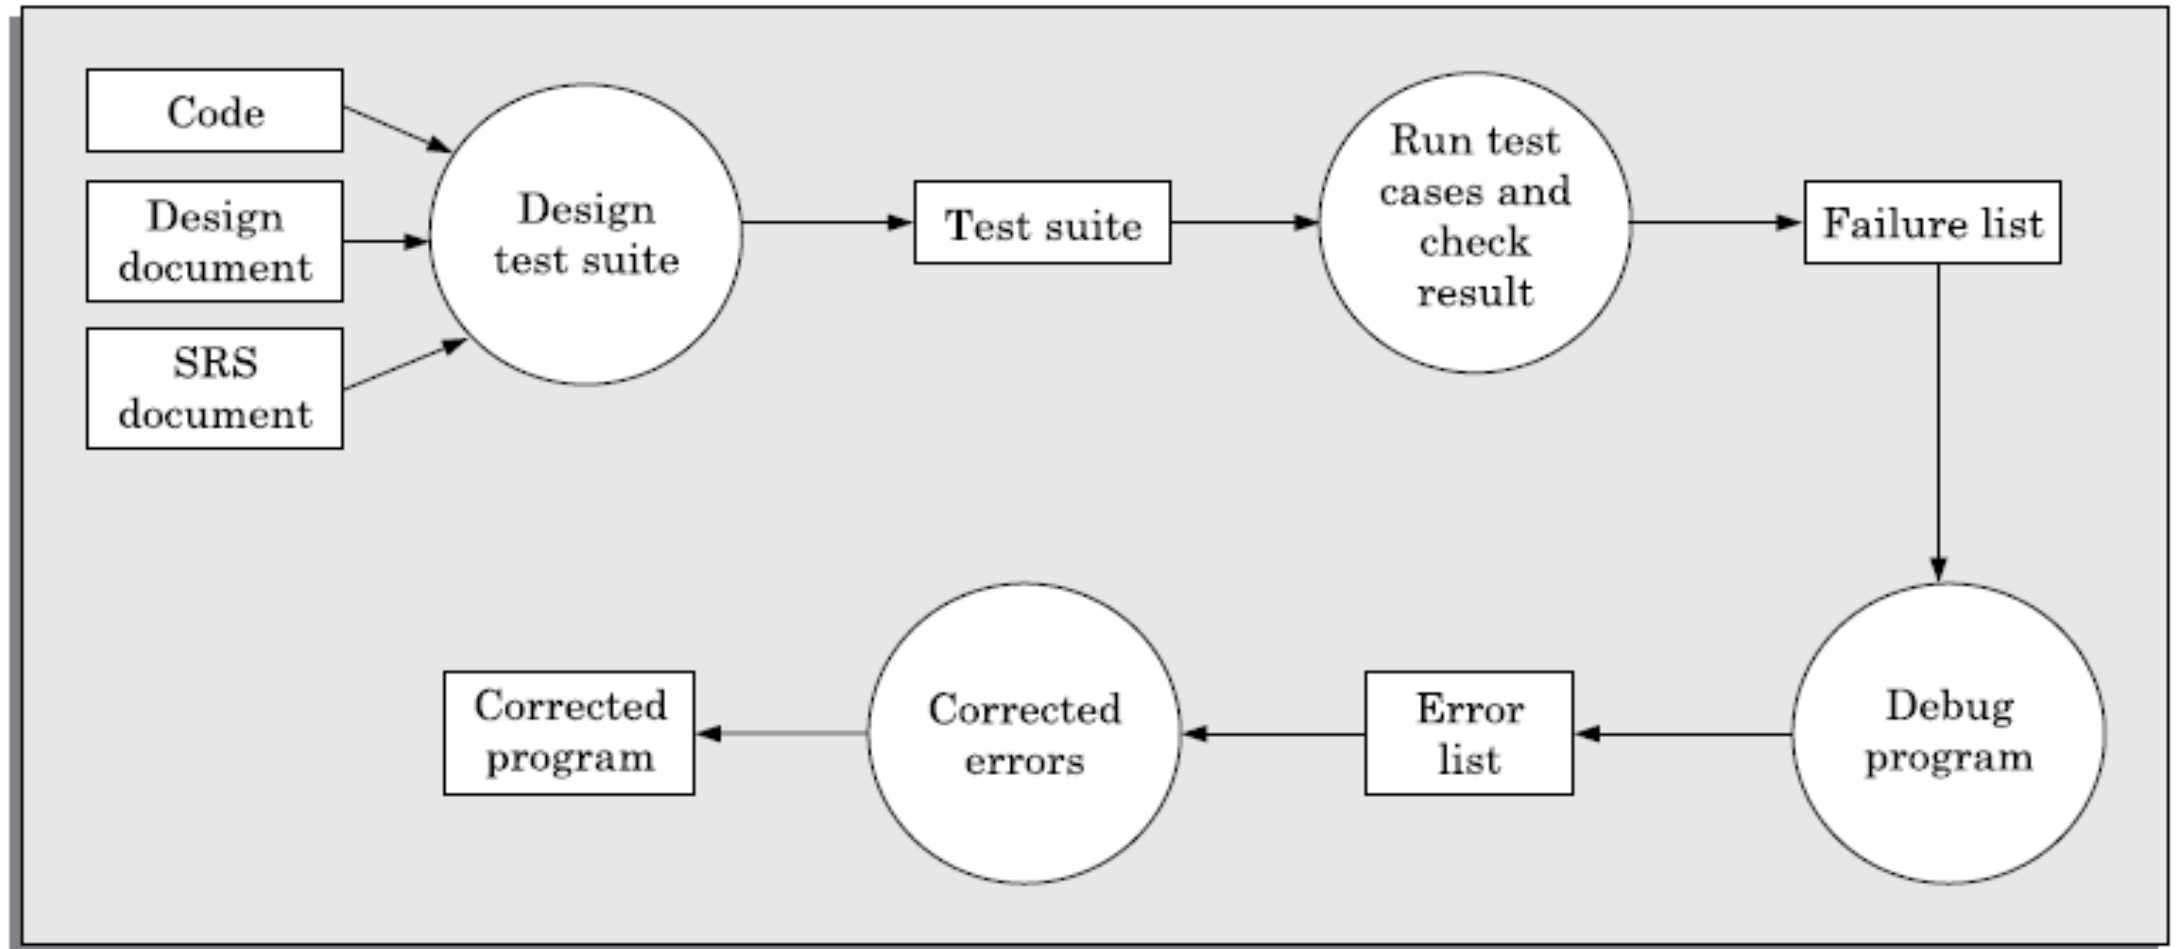 Code
Design
document
SRS
document
Design
test suite
Test suite
Run test
cases and
check
result
Failure list
Debug
program
Error
list
Corrected
errors
Corrected
program